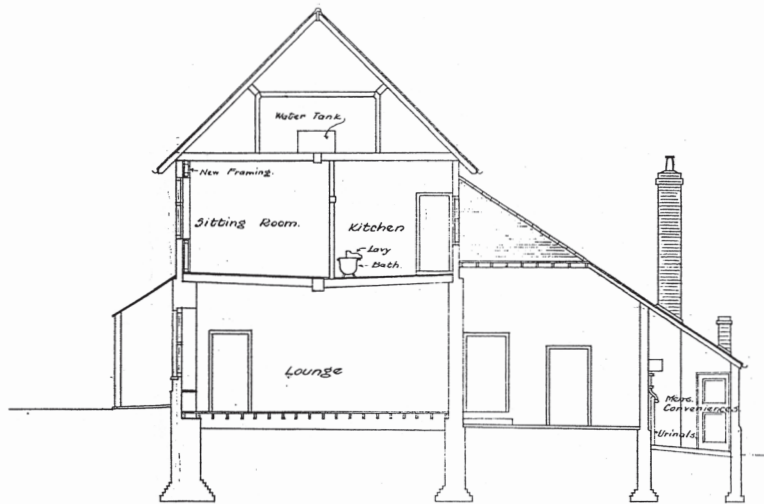 Water Tank
New Framing.
Sitting Room.
Kitchen
Lavy
Bath.
Lounge
Mens.
Conveniences.
Urinals.